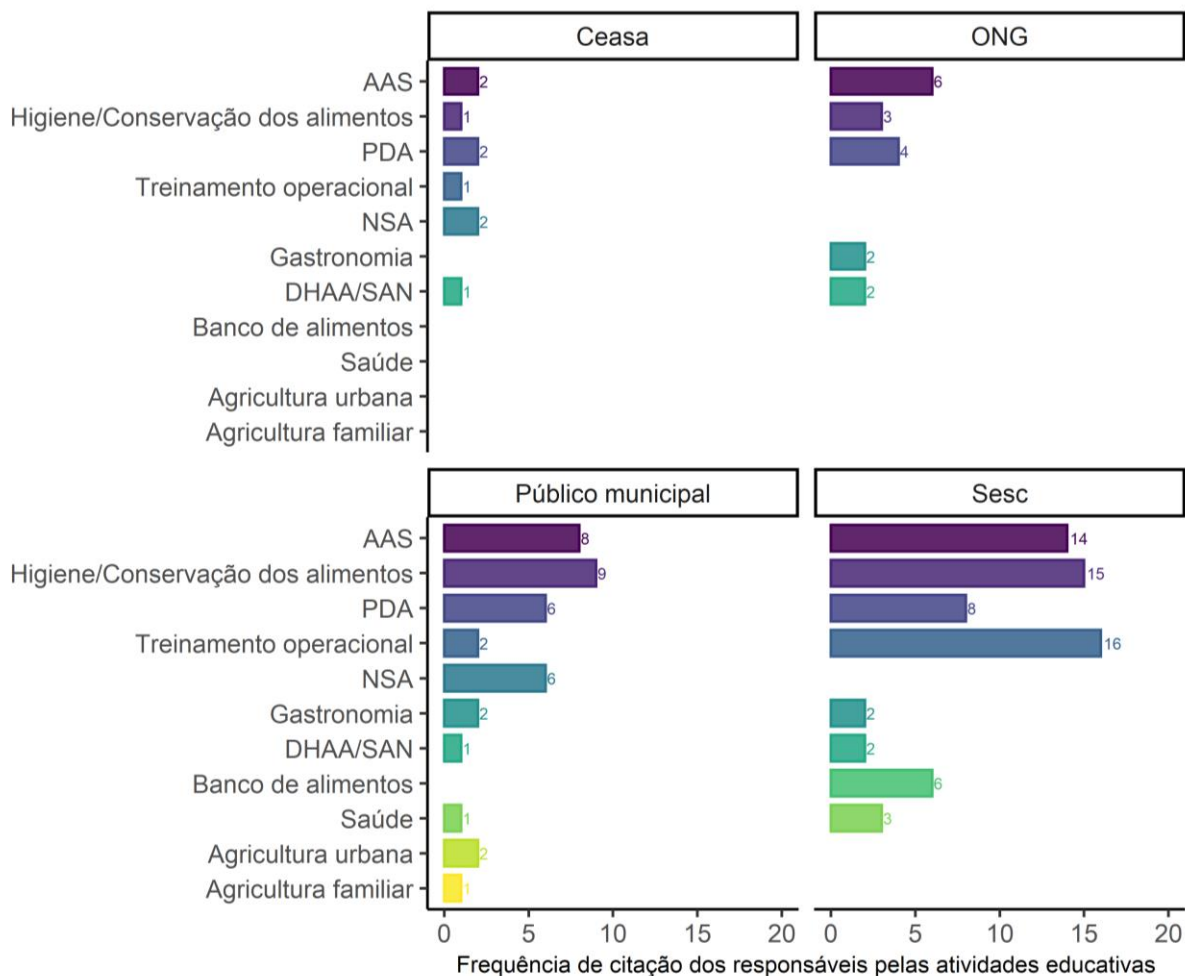 Ceasa
ONG
AAS 2 6
Higiene/Conservação dos alimentos 1 3
PDA 2 4
Treinamento operacional 1
NSA 2
Gastronomia 2
DHAA/SAN 1 2
Banco de alimentos
Saúde
Agricultura urbana
Agricultura familiar
Público municipal
Sesc
AAS 8 14
Higiene/Conservação dos alimentos 9 15
PDA 6 8
Treinamento operacional 2 16
NSA 6
Gastronomia 2 2
DHAA/SAN 1 2
Banco de alimentos 6
Saúde 1 3
Agricultura urbana 2
Agricultura familiar 1
0 5 10 15 20 0 5 10 15 20
Frequência de citação dos responsáveis pelas atividades educativas